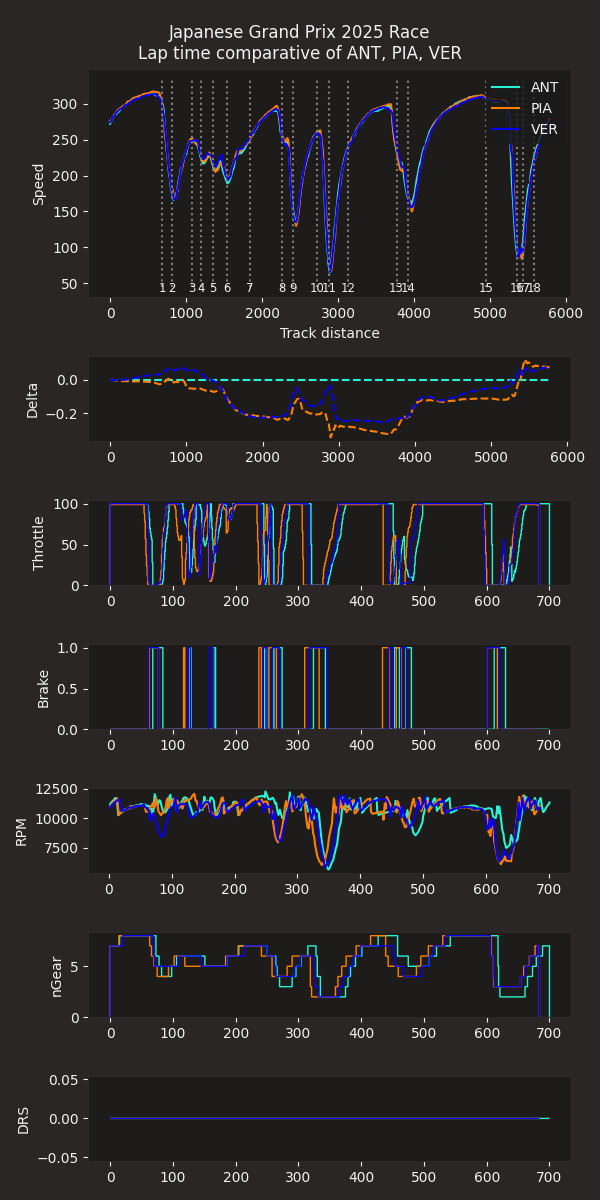 Japanese Grand Prix 2025 Race
Lap time comparative of ANT, PIA, VER
ANT
PIA
VER
Speed
300
250
200
150
100
50
1 2 3 4 5 6 7 8 9 10 11 12 13 14 15 16 17 18
0 1000 2000 3000 4000 5000 6000
Track distance
Delta
0.0
−0.2
0 1000 2000 3000 4000 5000 6000
Throttle
100
50
0
0 100 200 300 400 500 600 700
Brake
1.0
0.5
0.0
0 100 200 300 400 500 600 700
RPM
12500
10000
7500
0 100 200 300 400 500 600 700
nGear
5
0
0 100 200 300 400 500 600 700
DRS
0.05
0.00
−0.05
0 100 200 300 400 500 600 700